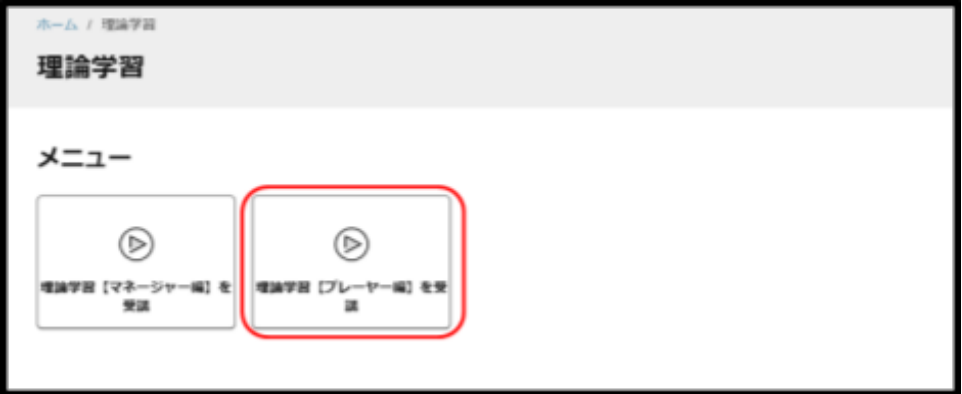 ホーム / 理論学習
理論学習
メニュー
理論学習【マネージャー編】を
受講
理論学習【プレーヤー編】を受
講